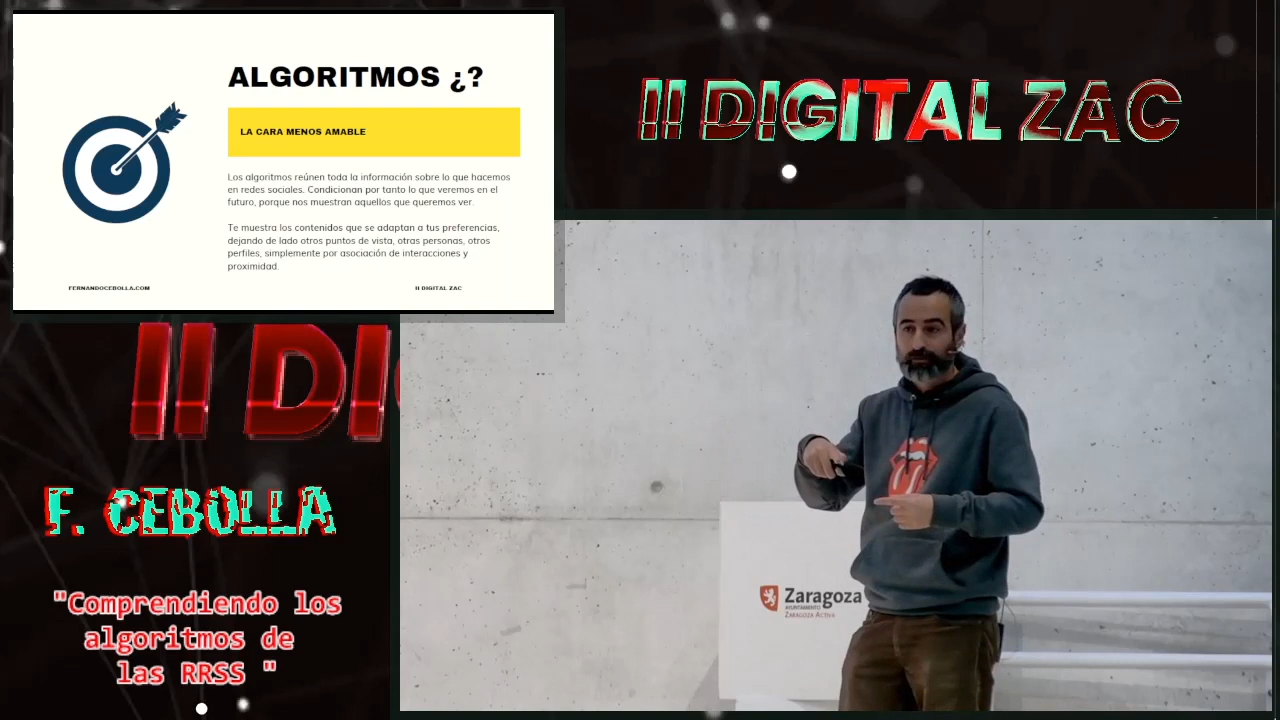 ALGORITMOS ¿?
LA CARA MENOS AMABLE
Los algoritmos reúnen toda la información sobre lo que hacemos
en redes sociales. Condicionan por tanto lo que veremos en el
futuro, porque nos muestran aquellos que queremos ver.
Te muestra los contenidos que se adaptan a tus preferencias,
dejando de lado otros puntos de vista, otras personas, otros
perfiles, simplemente por asociación de interacciones y
proximidad.
FERNANDOCEBOLLA.COM
II DIGITAL ZAC
II DIGITAL ZAC
II DI
F. CEBOLLA
"Comprendiendo los
algoritmos de
las RRSS "
Zaragoza
AYUNTAMIENTO
ZARAGOZA ACTIVA